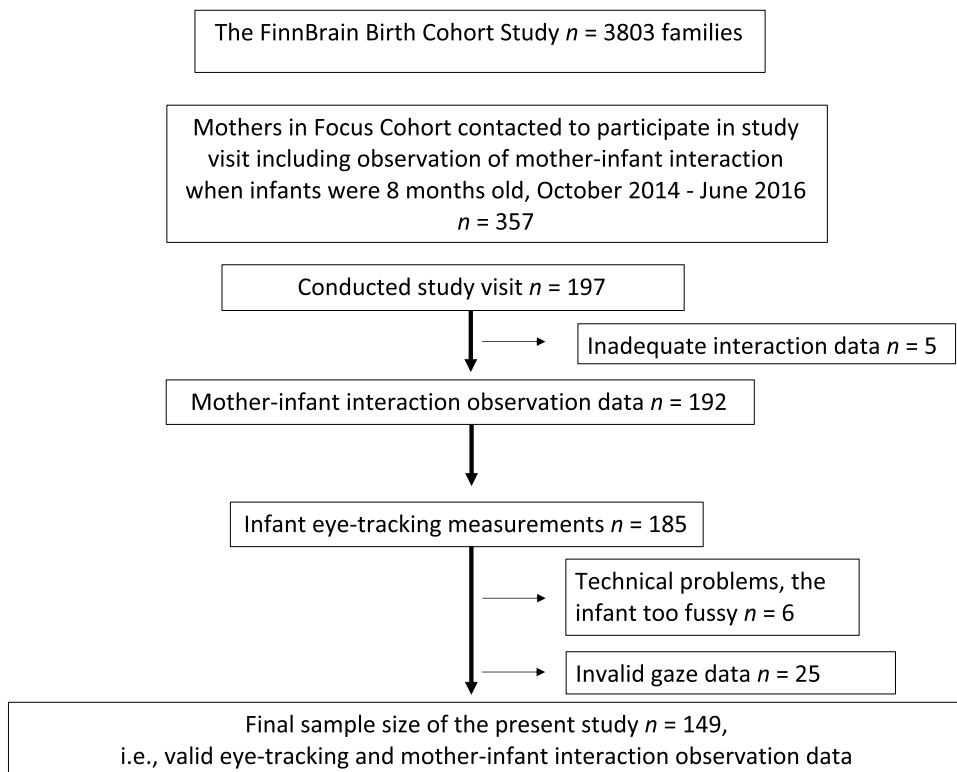 The FinnBrain Birth Cohort Study n = 3803 families
Mothers in Focus Cohort contacted to participate in study
visit including observation of mother-infant interaction
when infants were 8 months old, October 2014 - June 2016
n = 357
Conducted study visit n = 197
Inadequate interaction data n = 5
Mother-infant interaction observation data n = 192
Infant eye-tracking measurements n = 185
Technical problems, the
infant too fussy n = 6
Invalid gaze data n = 25
Final sample size of the present study n = 149,
i.e., valid eye-tracking and mother-infant interaction observation data